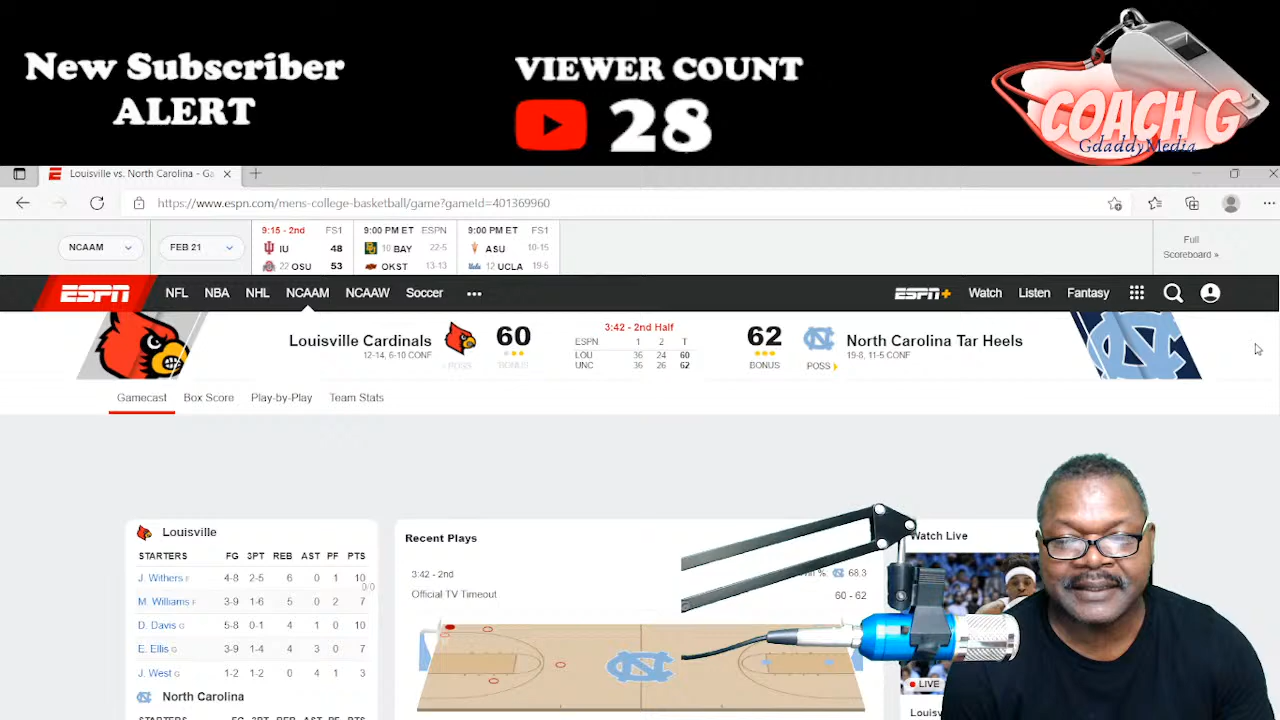 New Subscriber
ALERT
VIEWER COUNT
28
COACH G
GdaddyMedia
Louisville vs. North Carolina - Ga
https://www.espn.com/mens-college-basketball/game?gameId=401369960
NCAAM
FEB 21
9:15 - 2nd FS1
IU 48
22 OSU 53
9:00 PM ET ESPN
10 BAY 22-5
OKST 13-13
9:00 PM ET FS1
ASU 10-15
12 UCLA 19-5
Full
Scoreboard »
ESPN NFL NBA NHL NCAAM NCAAW Soccer ... ESPN+ Watch Listen Fantasy
Louisville Cardinals
12-14, 6-10 CONF
60
POSS
BONUS
3:42 - 2nd Half
ESPN 1 2 T
LOU 36 24 60
UNC 36 26 62
62
BONUS
North Carolina Tar Heels
19-8, 11-5 CONF
POSS
Gamecast Box Score Play-by-Play Team Stats
Louisville
STARTERS FG 3PT REB AST PF PTS
J. Withers F 4-8 2-5 6 0 1 10
0/0
M. Williams F 3-9 1-6 5 0 2 7
D. Davis G 5-8 0-1 4 1 0 10
E. Ellis G 3-9 1-4 4 3 0 7
J. West G 1-2 1-2 0 4 1 3
North Carolina
Recent Plays
3:42 - 2nd
Official TV Timeout
%: 68.3
60 - 62
Watch Live
LIVE